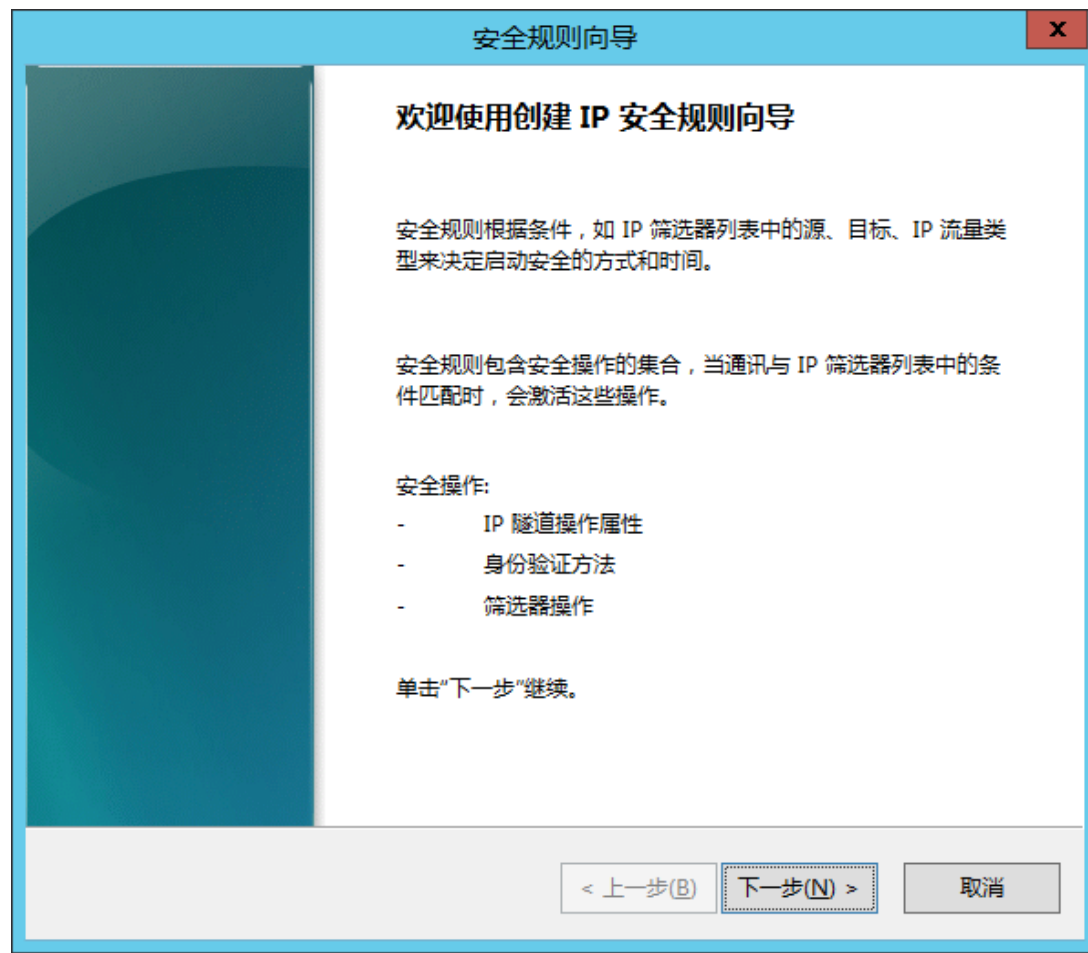 安全规则向导
x
欢迎使用创建 IP 安全规则向导
安全规则根据条件，如 IP 筛选器列表中的源、目标、IP 流量类
型来决定启动安全的方式和时间。
安全规则包含安全操作的集合，当通讯与 IP 筛选器列表中的条
件匹配时，会激活这些操作。
安全操作:
- IP 隧道操作属性
- 身份验证方法
- 筛选器操作
单击“下一步”继续。
< 上一步(B) 下一步(N) > 取消